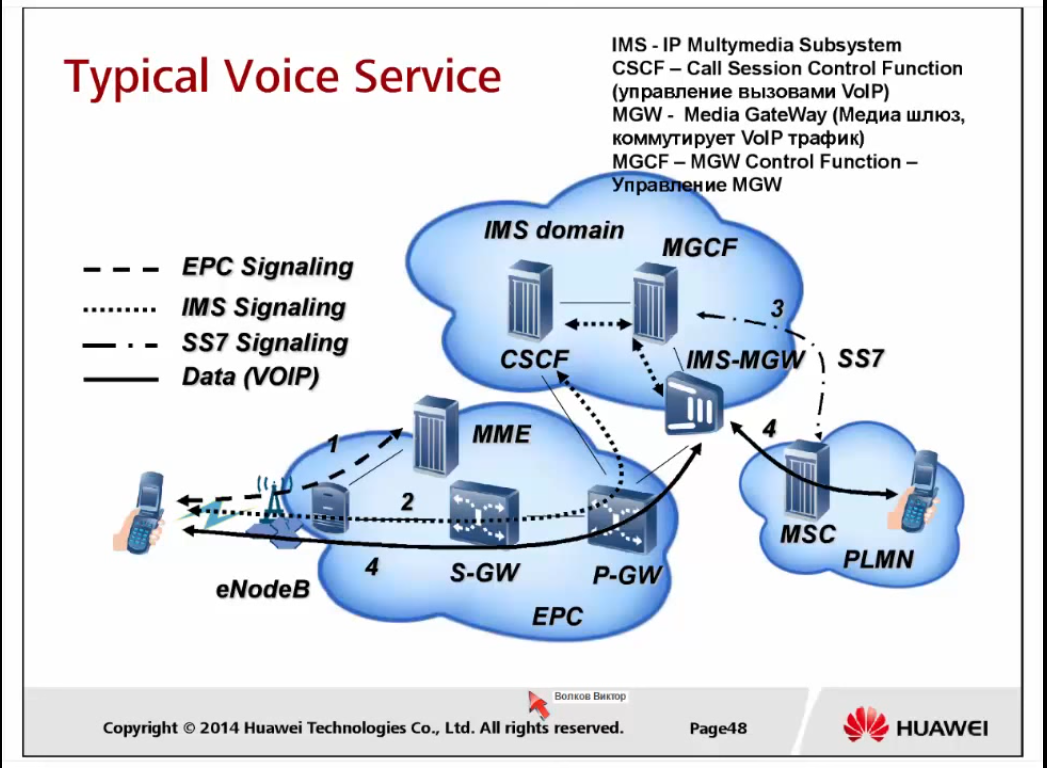 Typical Voice Service
IMS - IP Multymedia Subsystem
CSCF – Call Session Control Function
(управление вызовами VoIP)
MGW - Media GateWay (Медиа шлюз,
коммутирует VoIP трафик)
MGCF – MGW Control Function –
Управление MGW
EPC Signaling
IMS Signaling
SS7 Signaling
Data (VOIP)
IMS domain
MGCF
3
CSCF
IMS-MGW
SS7
MME
1
2
4
4
eNodeB
S-GW
P-GW
EPC
MSC
PLMN
Волков Виктор
Copyright © 2014 Huawei Technologies Co., Ltd. All rights reserved.
Page48
HUAWEI